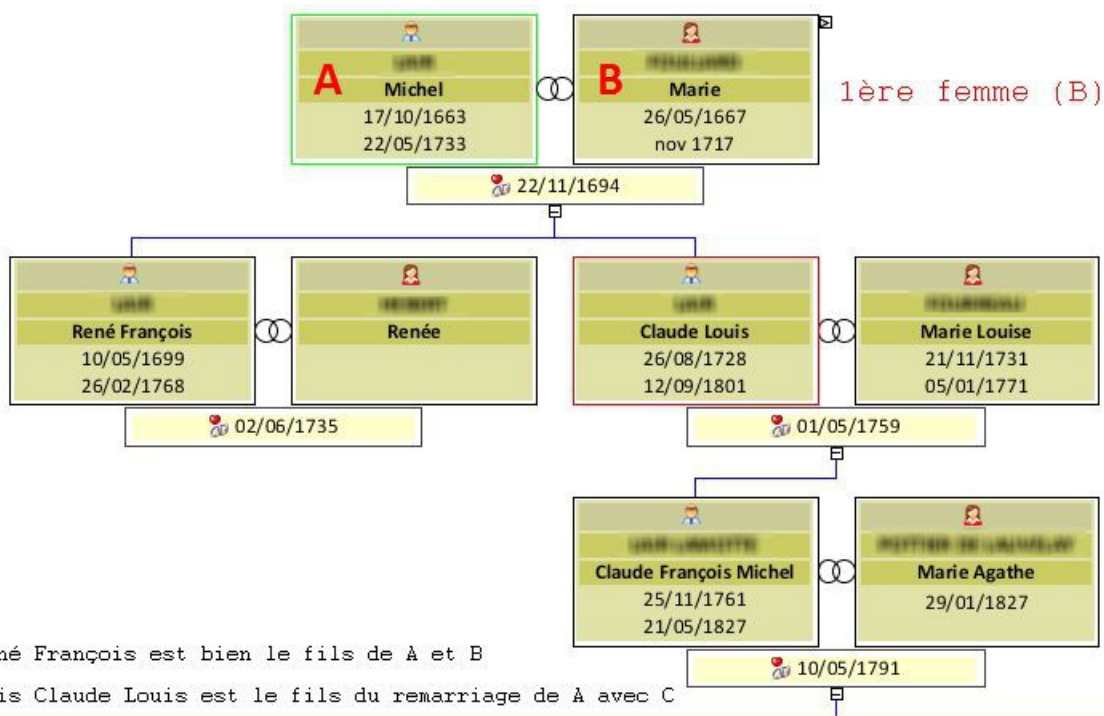 A
Michel
17/10/1663
22/05/1733
B
Marie
26/05/1667
nov 1717
1ère femme (B)
22/11/1694
René François
10/05/1699
26/02/1768
Renée
Claude Louis
26/08/1728
12/09/1801
Marie Louise
21/11/1731
05/01/1771
02/06/1735
01/05/1759
Claude François Michel
25/11/1761
21/05/1827
Marie Agathe
29/01/1827
né François est bien le fils de A et B
10/05/1791
is Claude Louis est le fils du remarriage de A avec C